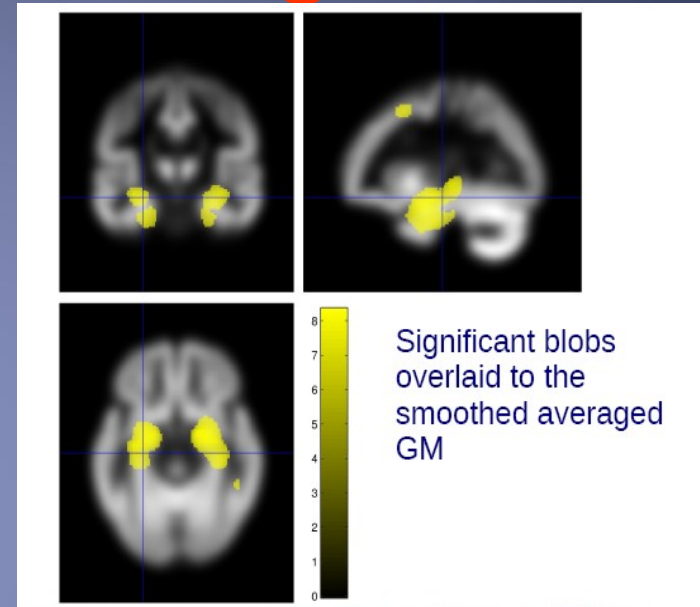 8
7
6
5
4
3
2
1
0
Significant blobs
overlaid to the
smoothed averaged
GM